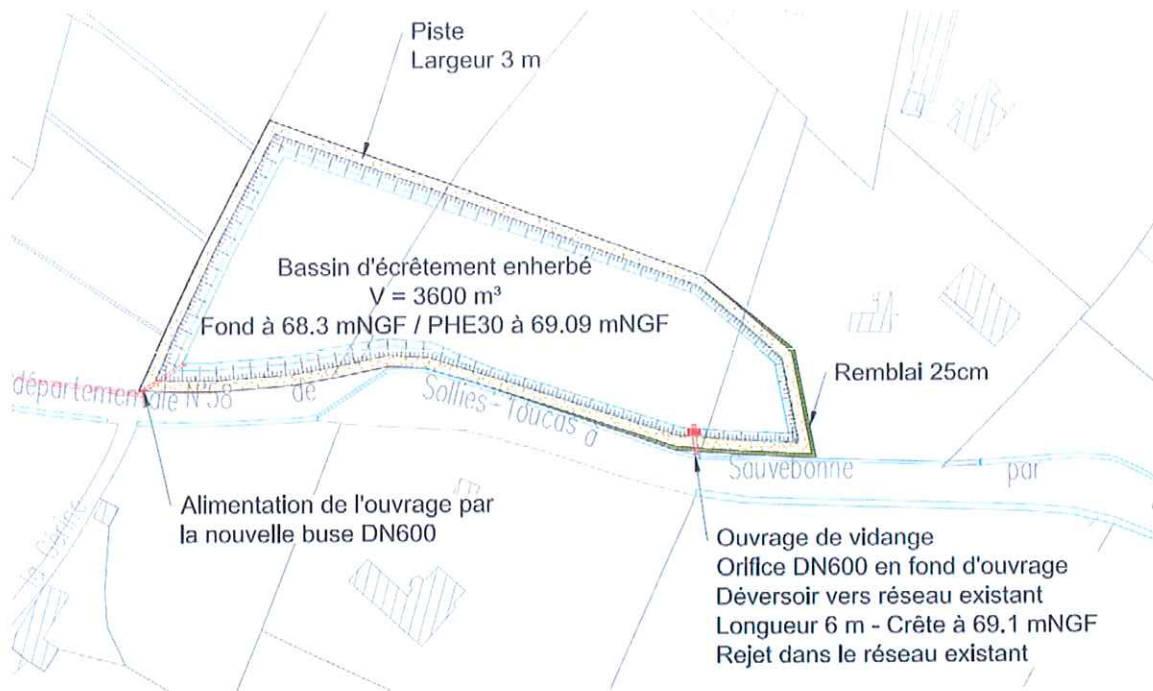 Piste
Largeur 3 m
Bassin d'écrêtement enherbé
V = 3600 m³
Fond à 68.3 mNGF / PHE30 à 69.09 mNGF
Remblai 25cm
départementale N°58 de Solliès-Toucas à Sauvebonne par
Alimentation de l'ouvrage par
la nouvelle buse DN600
Ouvrage de vidange
Orifice DN600 en fond d'ouvrage
Déversoir vers réseau existant
Longueur 6 m - Crête à 69.1 mNGF
Rejet dans le réseau existant